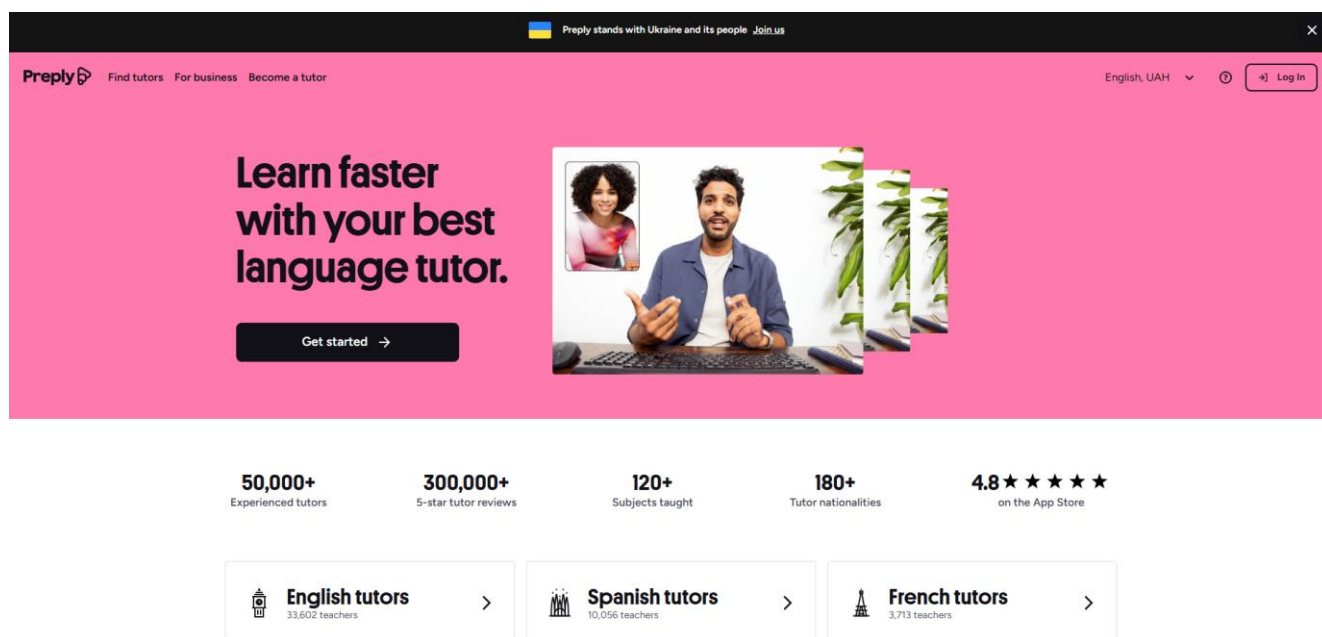 Preply stands with Ukraine and its people Join us
Preply Find tutors For business Become a tutor English, UAH Log In
Learn faster
with your best
language tutor.
Get started →
50,000+ 300,000+ 120+ 180+ 4.8★★★★★
Experienced tutors 5-star tutor reviews Subjects taught Tutor nationalities on the App Store
English tutors Spanish tutors French tutors
33,602 teachers 10,056 teachers 3,713 teachers